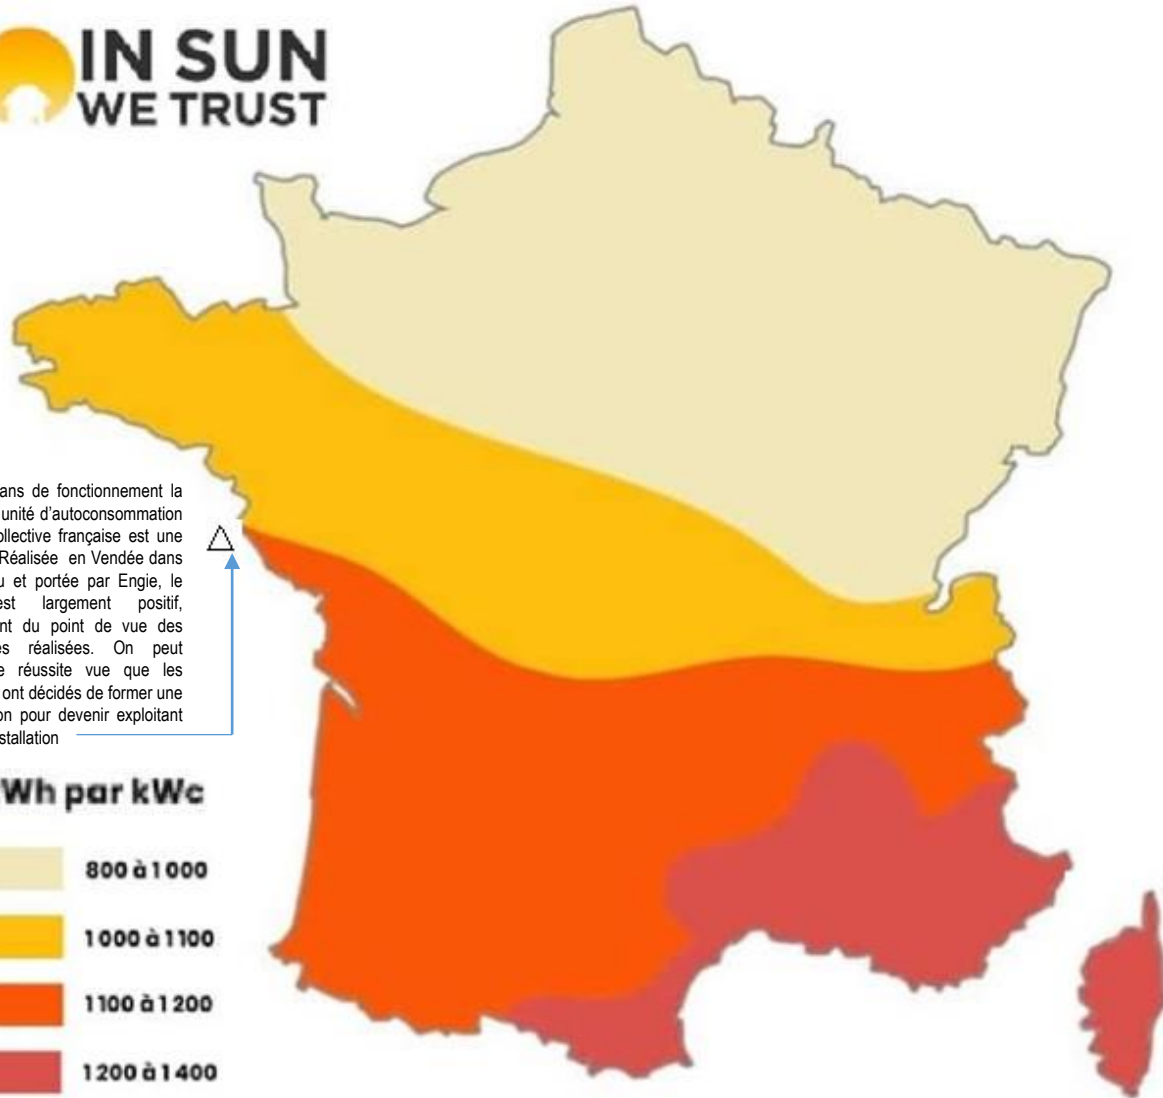 IN SUN
WE TRUST
ans de fonctionnement la
unité d’autoconsommation
ollective française est une
Réalisée en Vendée dans
u et portée par Engie, le
est largement positif,
nt du point de vue des
es réalisées. On peut
e réussite vue que les
ont décidés de former une
on pour devenir exploitant
stallation
Wh par kWc
800 à 1000
1000 à 1100
1100 à 1200
1200 à 1400